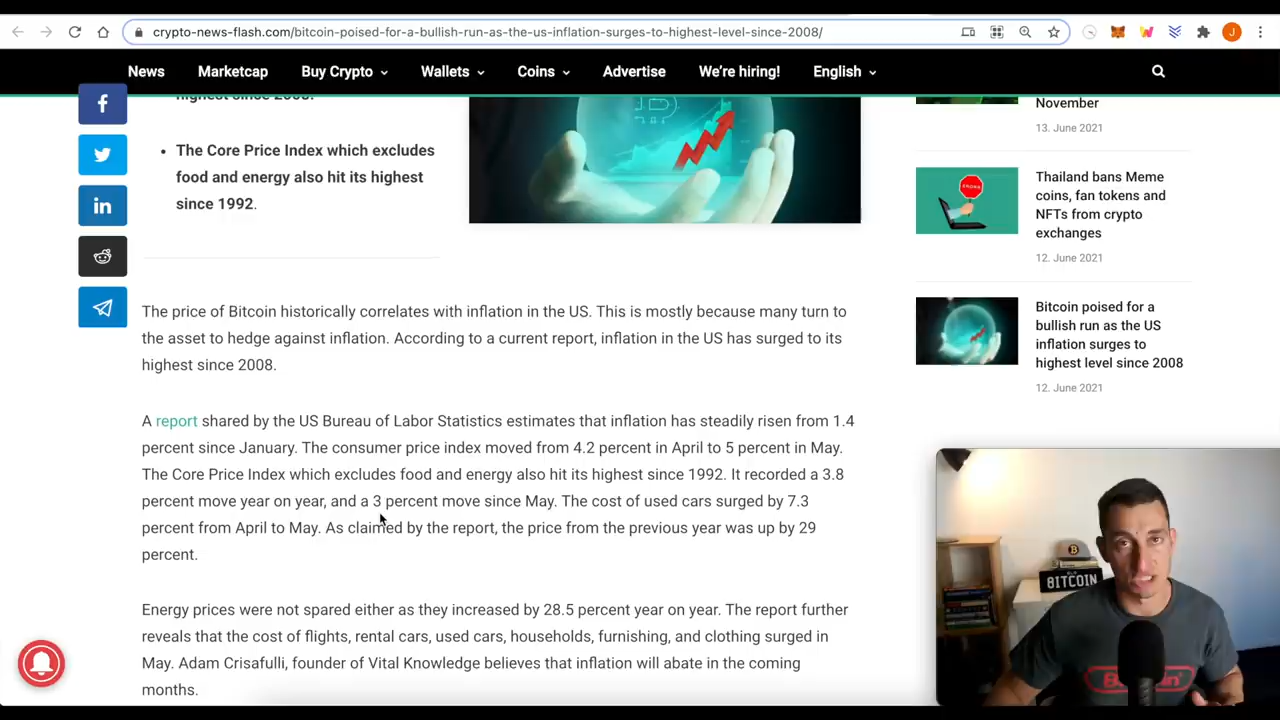 crypto-news-flash.com/bitcoin-poised-for-a-bullish-run-as-the-us-inflation-surges-to-highest-level-since-2008/
J
News Marketcap Buy Crypto Wallets Coins Advertise We're hiring! English
The Core Price Index which excludes
food and energy also hit its highest
since 1992.
The price of Bitcoin historically correlates with inflation in the US. This is mostly because many turn to
the asset to hedge against inflation. According to a current report, inflation in the US has surged to its
highest since 2008.
A report shared by the US Bureau of Labor Statistics estimates that inflation has steadily risen from 1.4
percent since January. The consumer price index moved from 4.2 percent in April to 5 percent in May.
The Core Price Index which excludes food and energy also hit its highest since 1992. It recorded a 3.8
percent move year on year, and a 3 percent move since May. The cost of used cars surged by 7.3
percent from April to May. As claimed by the report, the price from the previous year was up by 29
percent.
Energy prices were not spared either as they increased by 28.5 percent year on year. The report further
reveals that the cost of flights, rental cars, used cars, households, furnishing, and clothing surged in
May. Adam Crisafulli, founder of Vital Knowledge believes that inflation will abate in the coming
months.
November
13. June 2021
Thailand bans Meme
coins, fan tokens and
NFTs from crypto
exchanges
12. June 2021
Bitcoin poised for a
bullish run as the US
inflation surges to
highest level since 2008
12. June 2021
BITCOIN